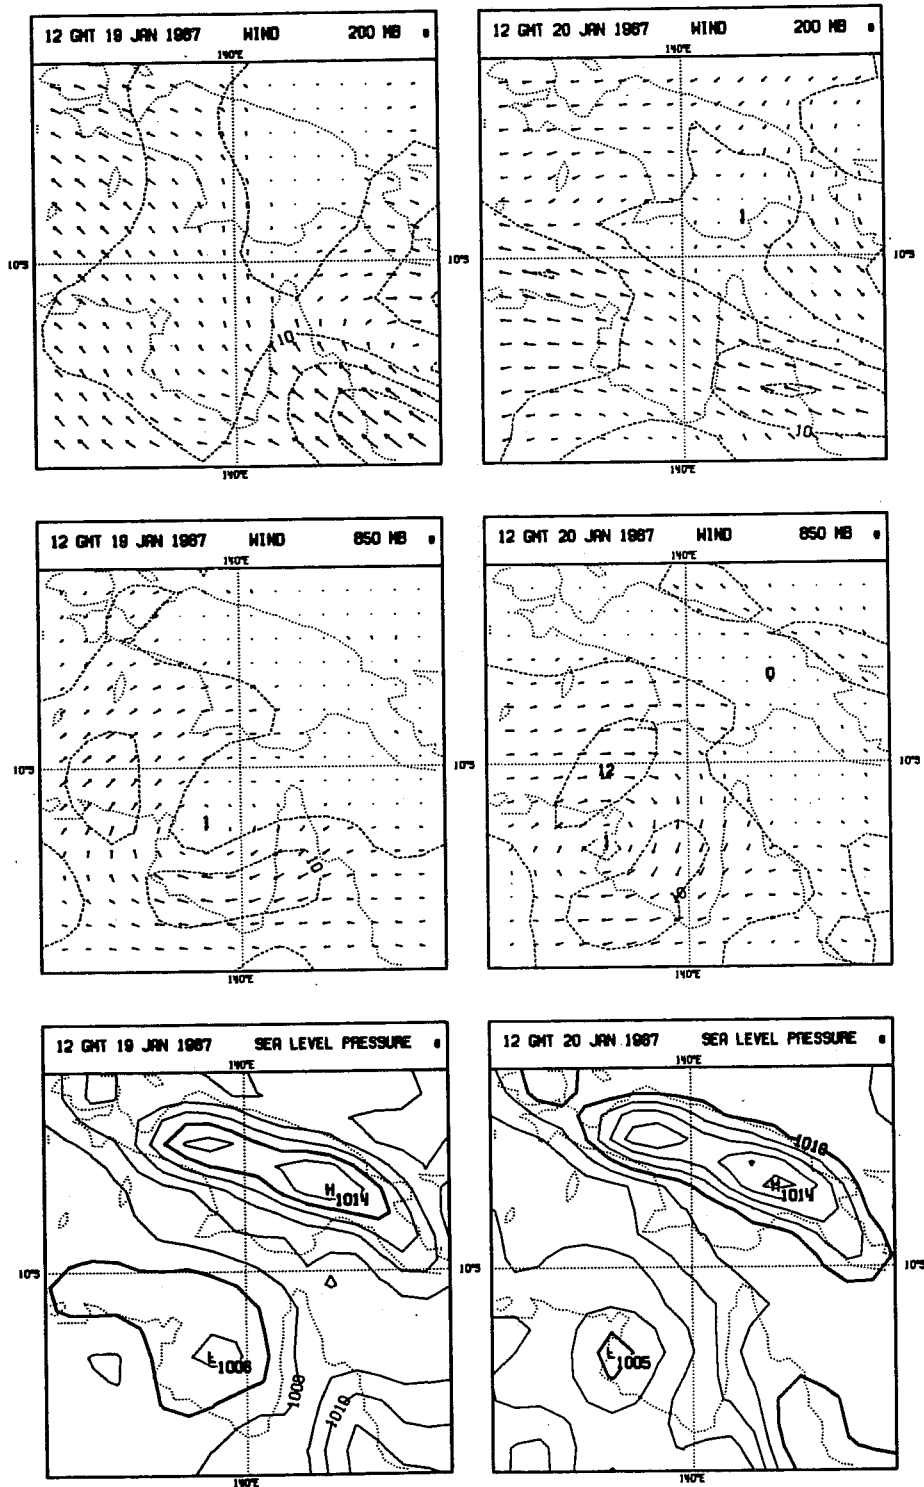 12 GMT 19 JAN 1987 WIND 200 MB
140°E
10°S
10
140°E
12 GMT 20 JAN 1987 WIND 200 MB
140°E
1
10°S
10
140°E
12 GMT 19 JAN 1987 WIND 850 MB
140°E
10°S
1
10
140°E
12 GMT 20 JAN 1987 WIND 850 MB
140°E
0
10°S
12
1
10
140°E
12 GMT 19 JAN 1987 SEA LEVEL PRESSURE
140°E
H 1014
10°S
L 1006
1008
1010
140°E
12 GMT 20 JAN 1987 SEA LEVEL PRESSURE
140°E
1010
H 1014
10°S
L 1005
140°E